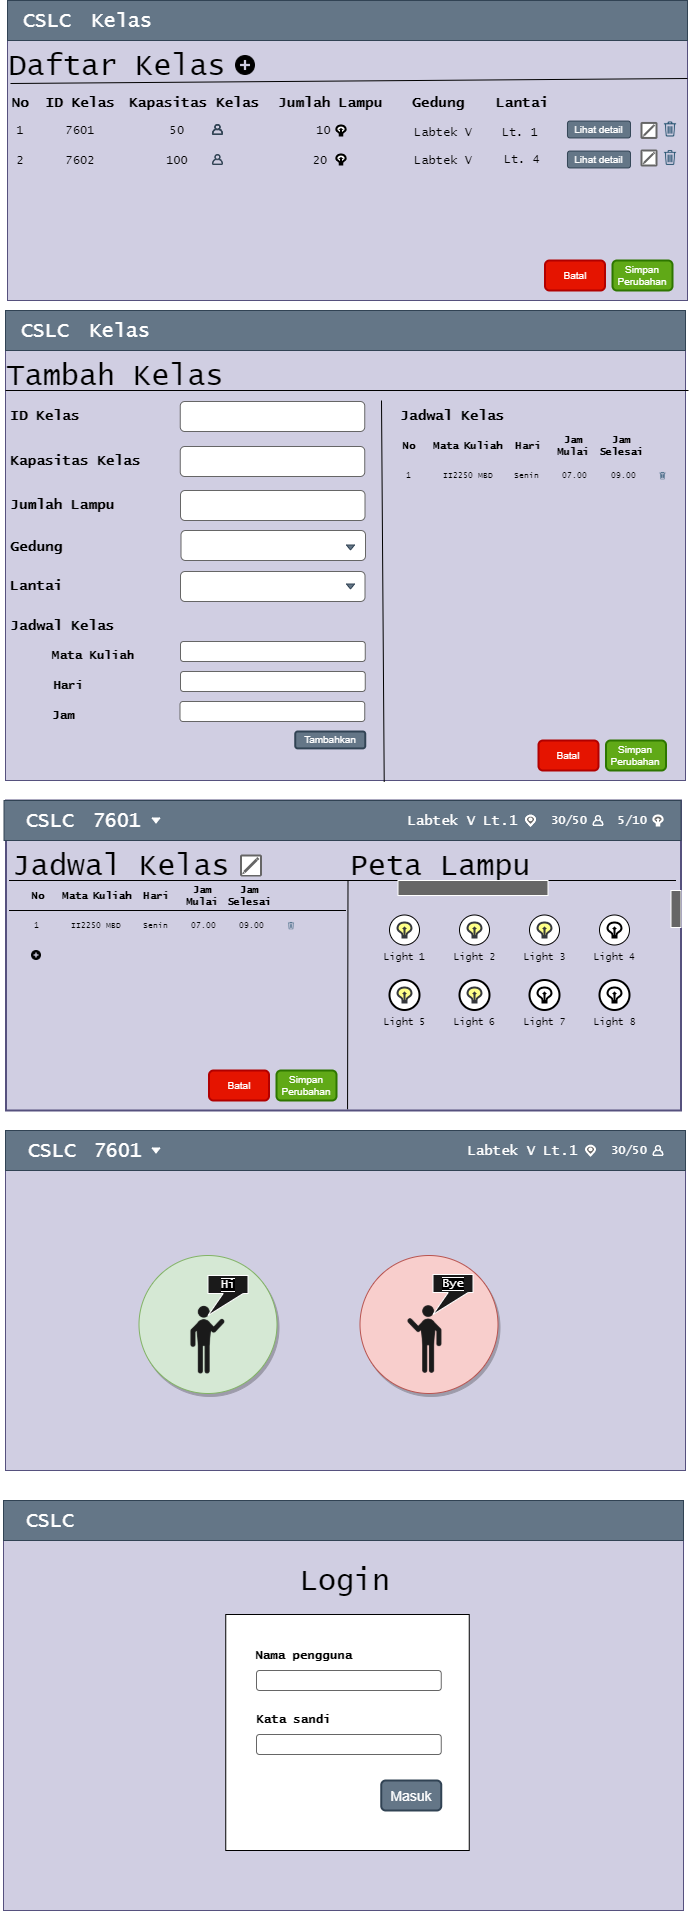 CSLC Kelas
Daftar Kelas
No ID Kelas Kapasitas Kelas Jumlah Lampu Gedung Lantai
1 7601 50 10 Labtek V Lt. 1 Lihat detail
2 7602 100 20 Labtek V Lt. 4 Lihat detail
Batal Simpan
Perubahan
CSLC Kelas
Tambah Kelas
ID Kelas
Kapasitas Kelas
Jumlah Lampu
Gedung
Lantai
Jadwal Kelas
Mata Kuliah
Hari
Jam
Tambahkan
Jadwal Kelas
No Mata Kuliah Hari Jam
Mulai Jam
Selesai
1 II2250 MBD Senin 07.00 09.00
Batal Simpan
Perubahan
CSLC 7601 Labtek V Lt.1 30/50 5/10
Jadwal Kelas
No Mata Kuliah Hari Jam
Mulai Jam
Selesai
1 II2250 MBD Senin 07.00 09.00
Batal Simpan
Perubahan
Peta Lampu
Light 1 Light 2 Light 3 Light 4
Light 5 Light 6 Light 7 Light 8
CSLC 7601 Labtek V Lt.1 30/50
Hi Bye
CSLC
Login
Nama pengguna
Kata sandi
Masuk